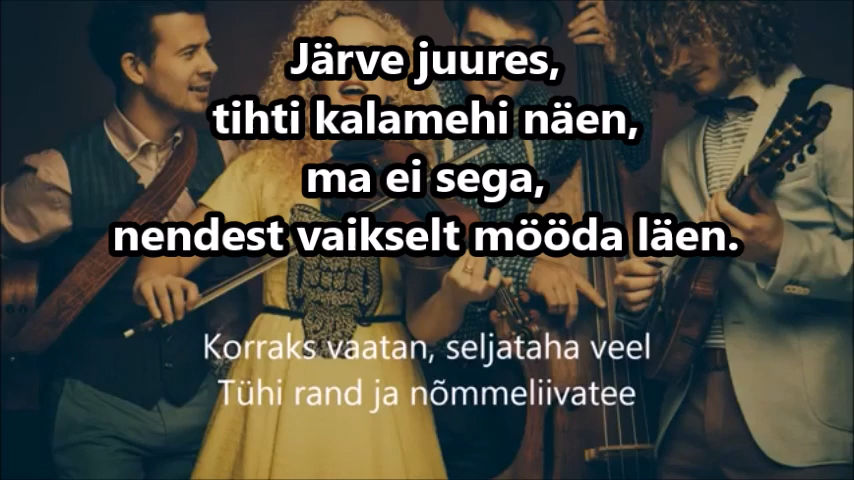 Järve juures,
tihti kalamehi näen,
ma ei sega,
nendest vaikselt mööda läen.
Korraks vaatan, seljataha veel
Tühi rand ja nõmmeliivatee